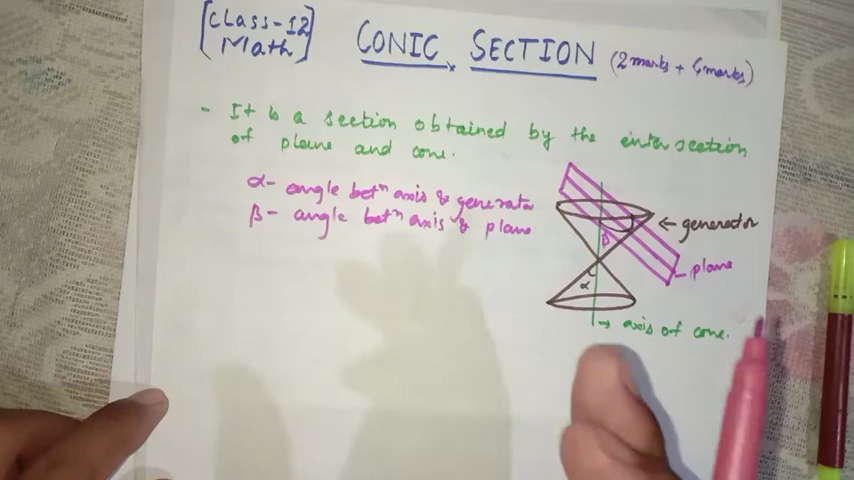 [Class-12
Math]
CONIC SECTION (2 marks + 4 marks)
- It is a section obtained by the intersection
of plane and cone.
α- angle betⁿ axis & generator
β- angle betⁿ axis & plane
β
← generator
plane
α
→ axis of cone.